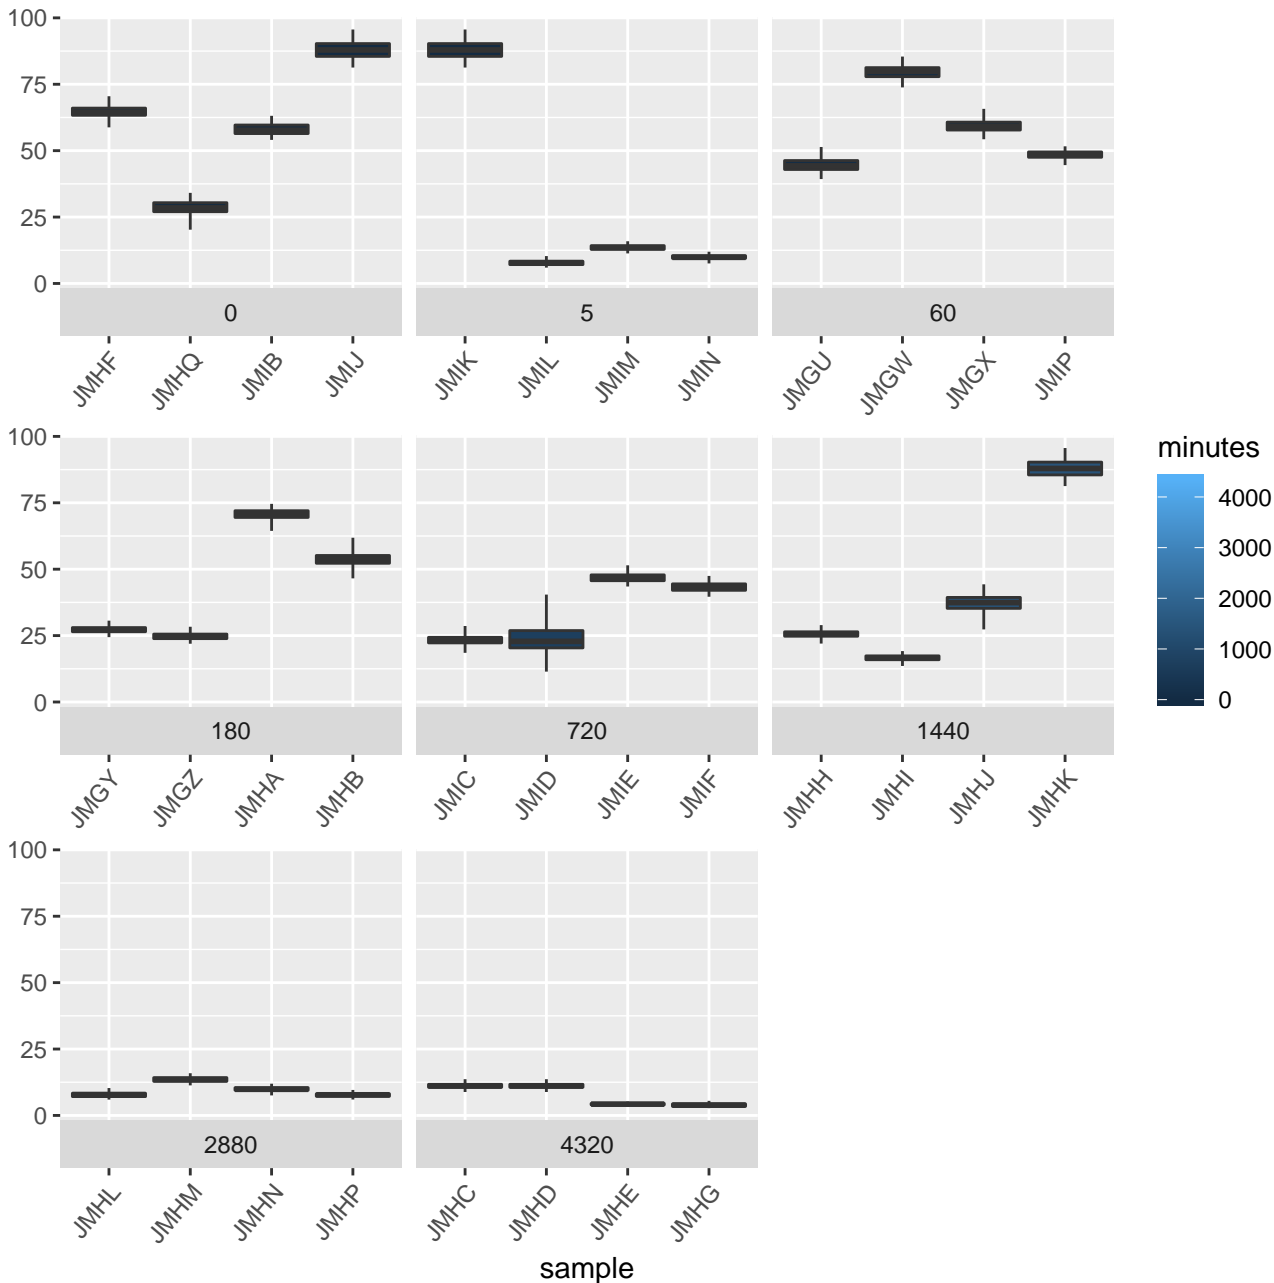 100
75
50
25
0
0
5
60
JMHF
JMHQ
JMIB
JMIJ
JMIK
JMIL
JMIM
JMIN
JMGU
JMGW
JMGX
JMIP
100
75
50
25
0
180
720
1440
JMGY
JMGZ
JMHA
JMHB
JMIC
JMID
JMIE
JMIF
JMHH
JMHI
JMHJ
JMHK
100
75
50
25
0
2880
4320
JMHL
JMHM
JMHN
JMHP
JMHC
JMHD
JMHE
JMHG
sample
minutes
4000
3000
2000
1000
0